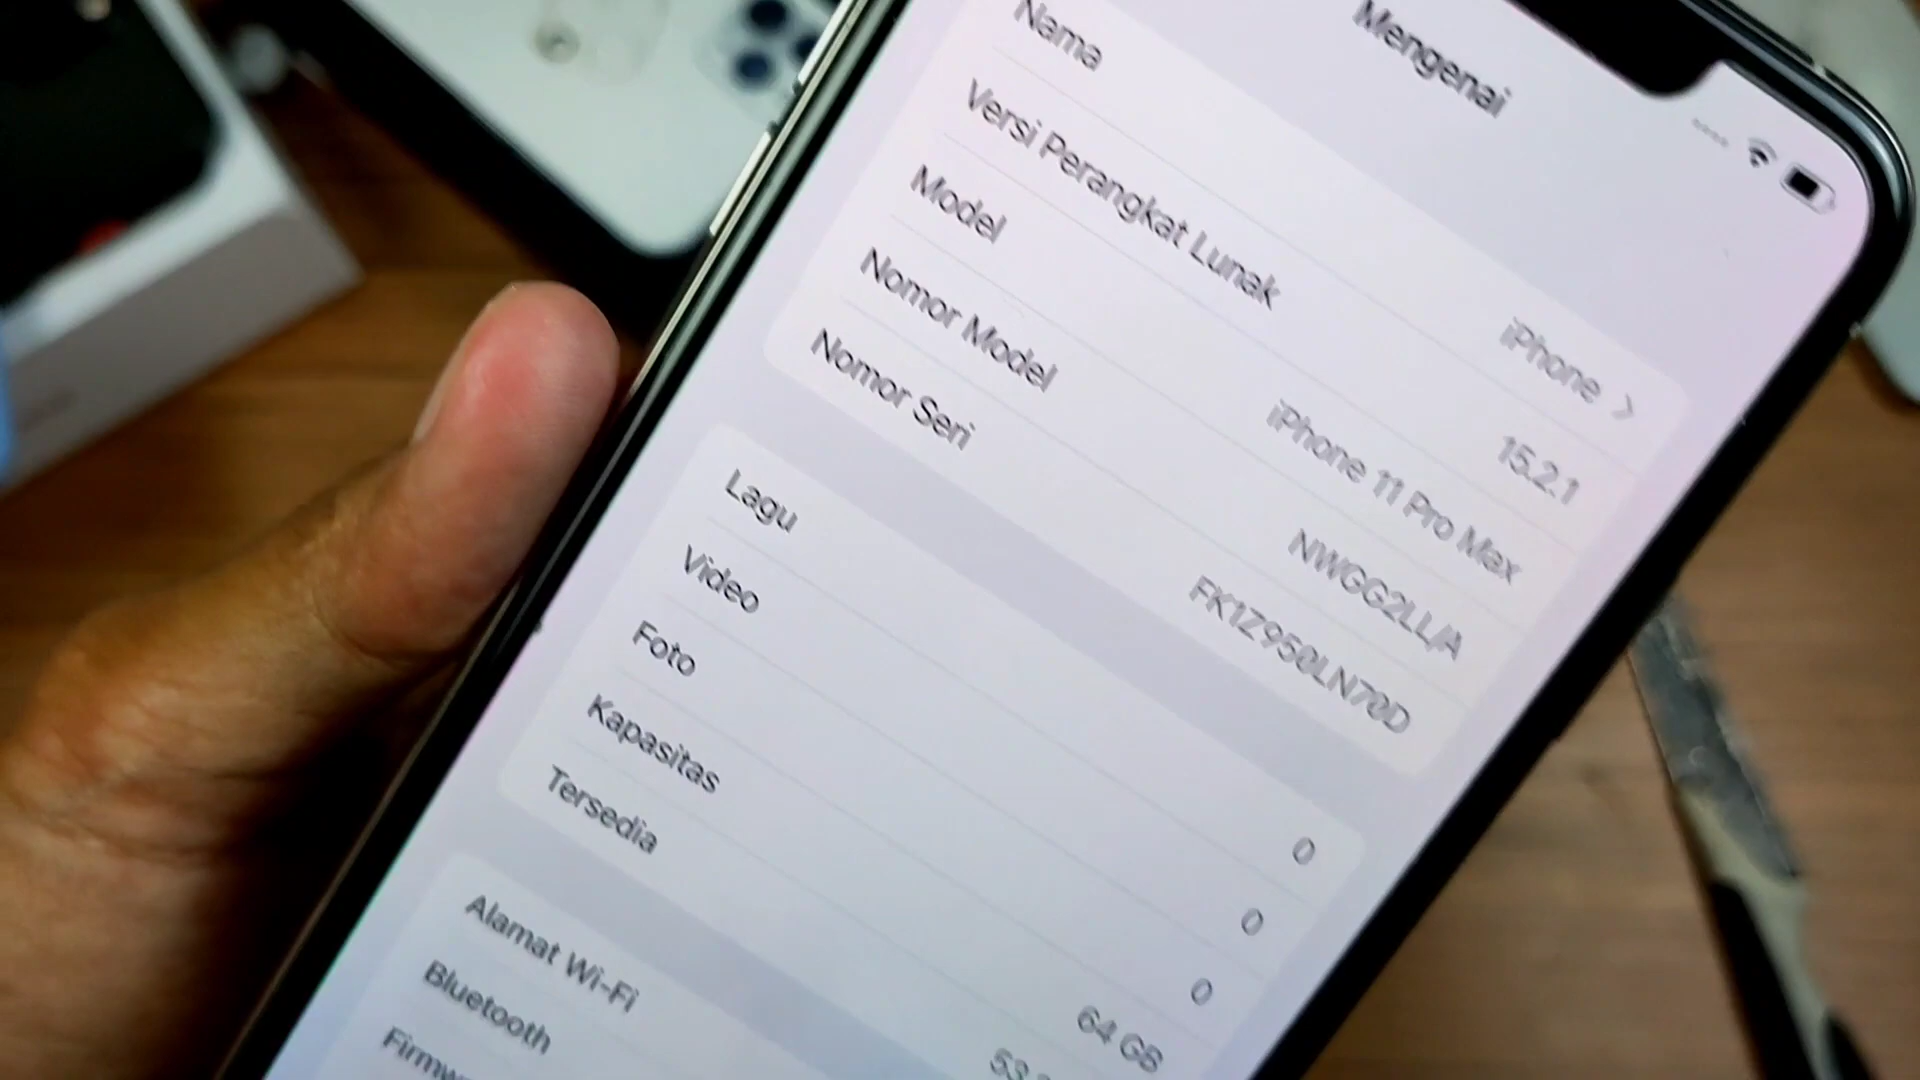 Mengenai
Nama iPhone
Versi Perangkat Lunak 15.2.1
Model iPhone 11 Pro Max
Nomor Model NWGG2LL/A
Nomor Seri FK1Z950LN70D
Lagu 0
Video 0
Foto 0
Kapasitas 64 GB
Tersedia
Alamat Wi-Fi
Bluetooth